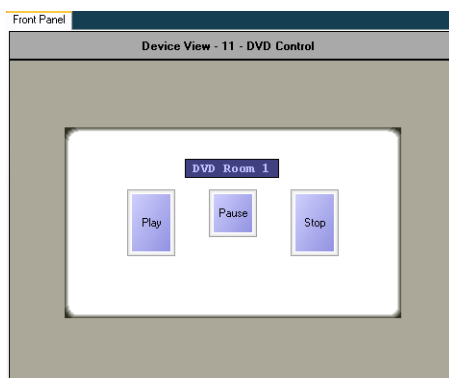 Front Panel
Device View - 11 - DVD Control
DVD Room 1
Play
Pause
Stop